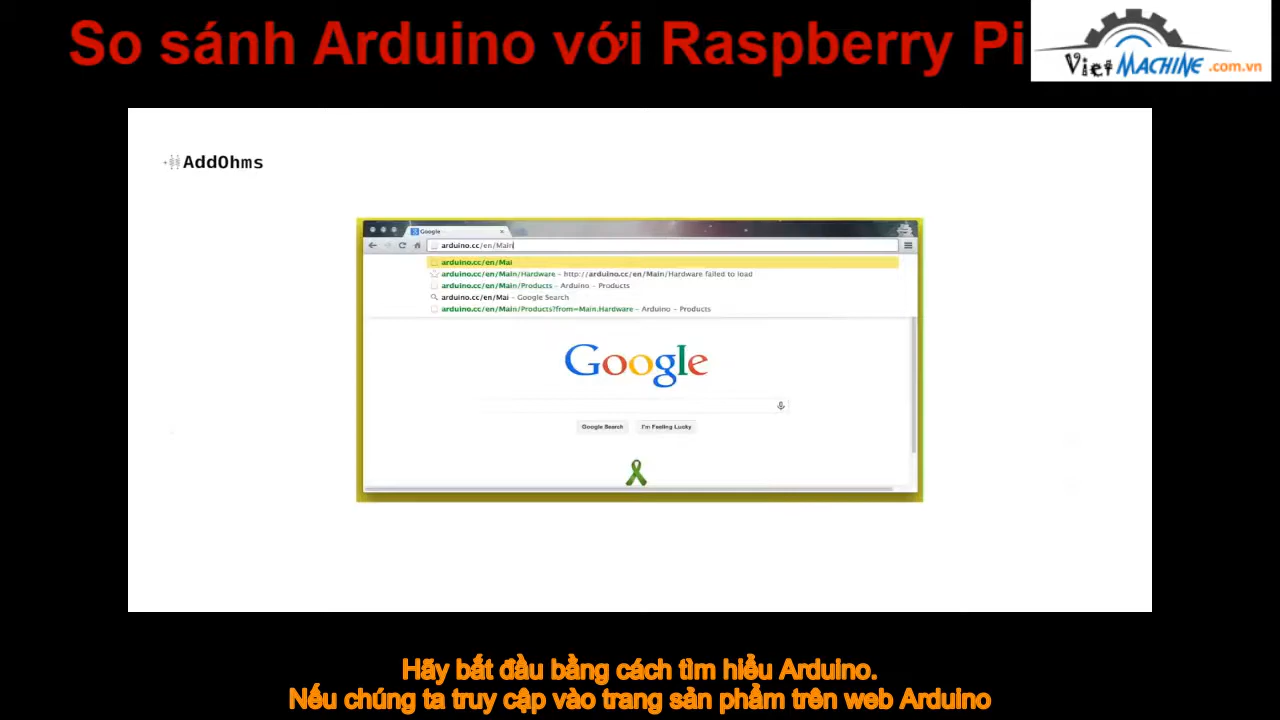 So sánh Arduino với Raspberry Pi
Việt MACHINE .com.vn
AddOhms
Google
arduino.cc/en/Main
arduino.cc/en/Mai
arduino.cc/en/Main/Hardware – http://arduino.cc/en/Main/Hardware failed to load
arduino.cc/en/Main/Products – Arduino – Products
arduino.cc/en/Mai – Google Search
arduino.cc/en/Main/Products?from=Main.Hardware – Arduino – Products
Google
Google Search
I'm Feeling Lucky
Hãy bắt đầu bằng cách tìm hiểu Arduino.
Nếu chúng ta truy cập vào trang sản phẩm trên web Arduino